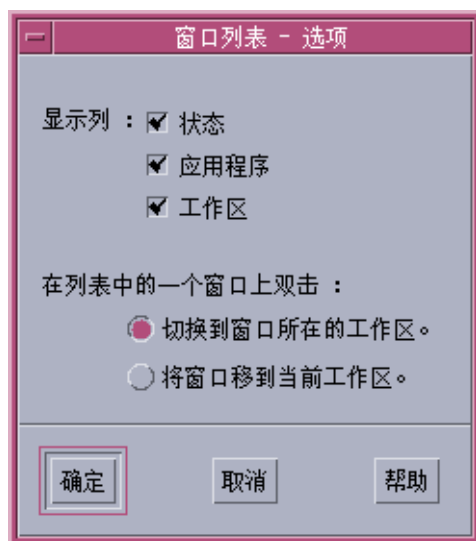 窗口列表 - 选项
显示列 : 状态
应用程序
工作区
在列表中的一个窗口上双击 :
切换到窗口所在的工作区。
将窗口移到当前工作区。
确定 取消 帮助